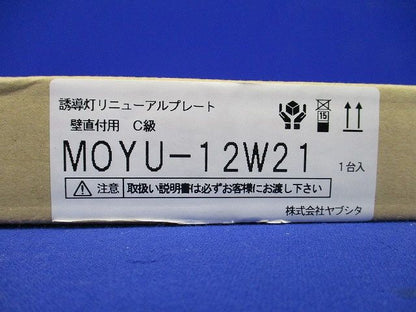 誘導灯リニューアルプレート
壁直付用 C級
15
MOYU-12W21
1台入
注意 取扱い説明書は必ずお客様にお渡し下さい
株式会社ヤブシタ